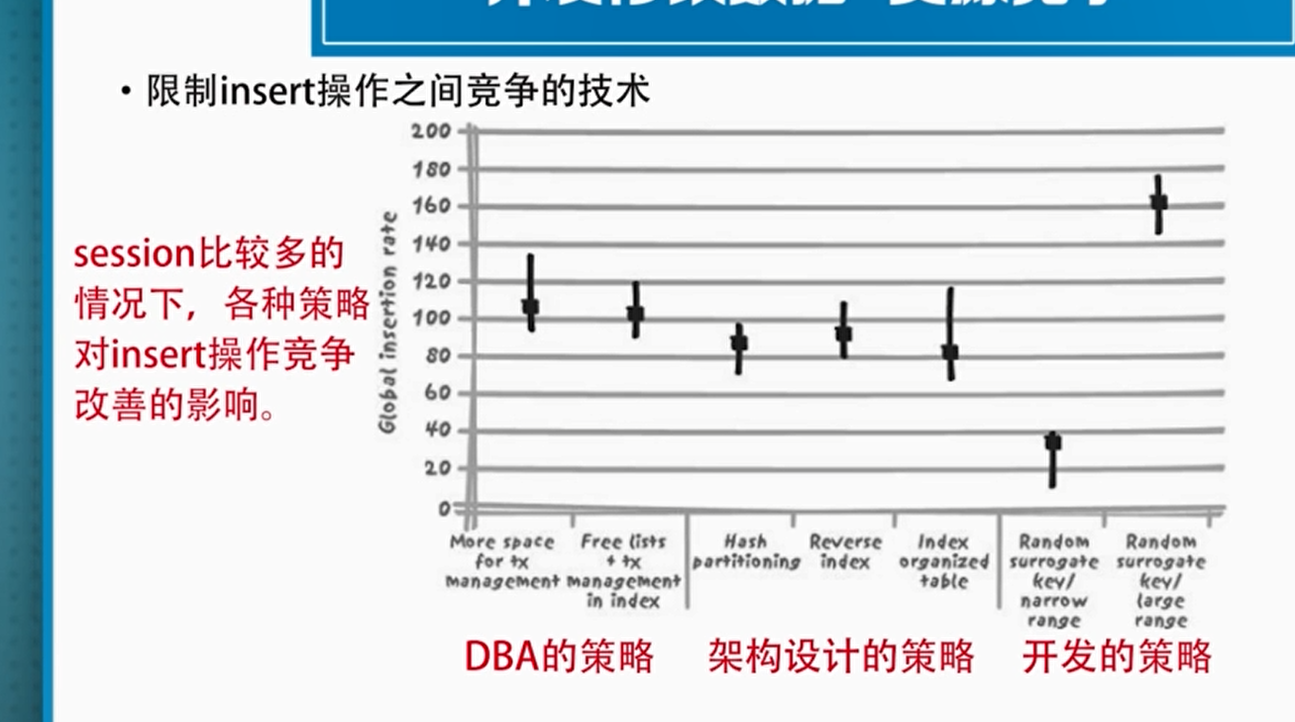 • 限制insert操作之间竞争的技术
session比较多的
情况下，各种策略
对insert操作竞争
改善的影响。
Global insertion rate
200
180
160
140
120
100
80
60
40
20
0
More space
for tx
management
Free lists
+ tx
management
in index
Hash
partitioning
Reverse
index
Index
organized
table
Random
surrogate
key/
narrow
range
Random
surrogate
key/
large
range
DBA的策略
架构设计的策略
开发的策略